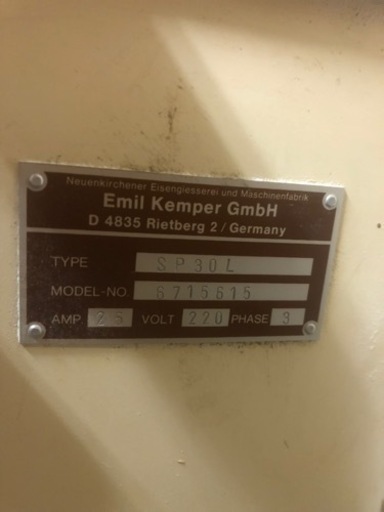 Neuenkirchener Eisengiesserei und Maschinenfabrik
Emil Kemper GmbH
D 4835 Rietberg 2 / Germany
TYPE SP30L
MODEL-NO. 6715615
AMP. 25 VOLT 220 PHASE 3